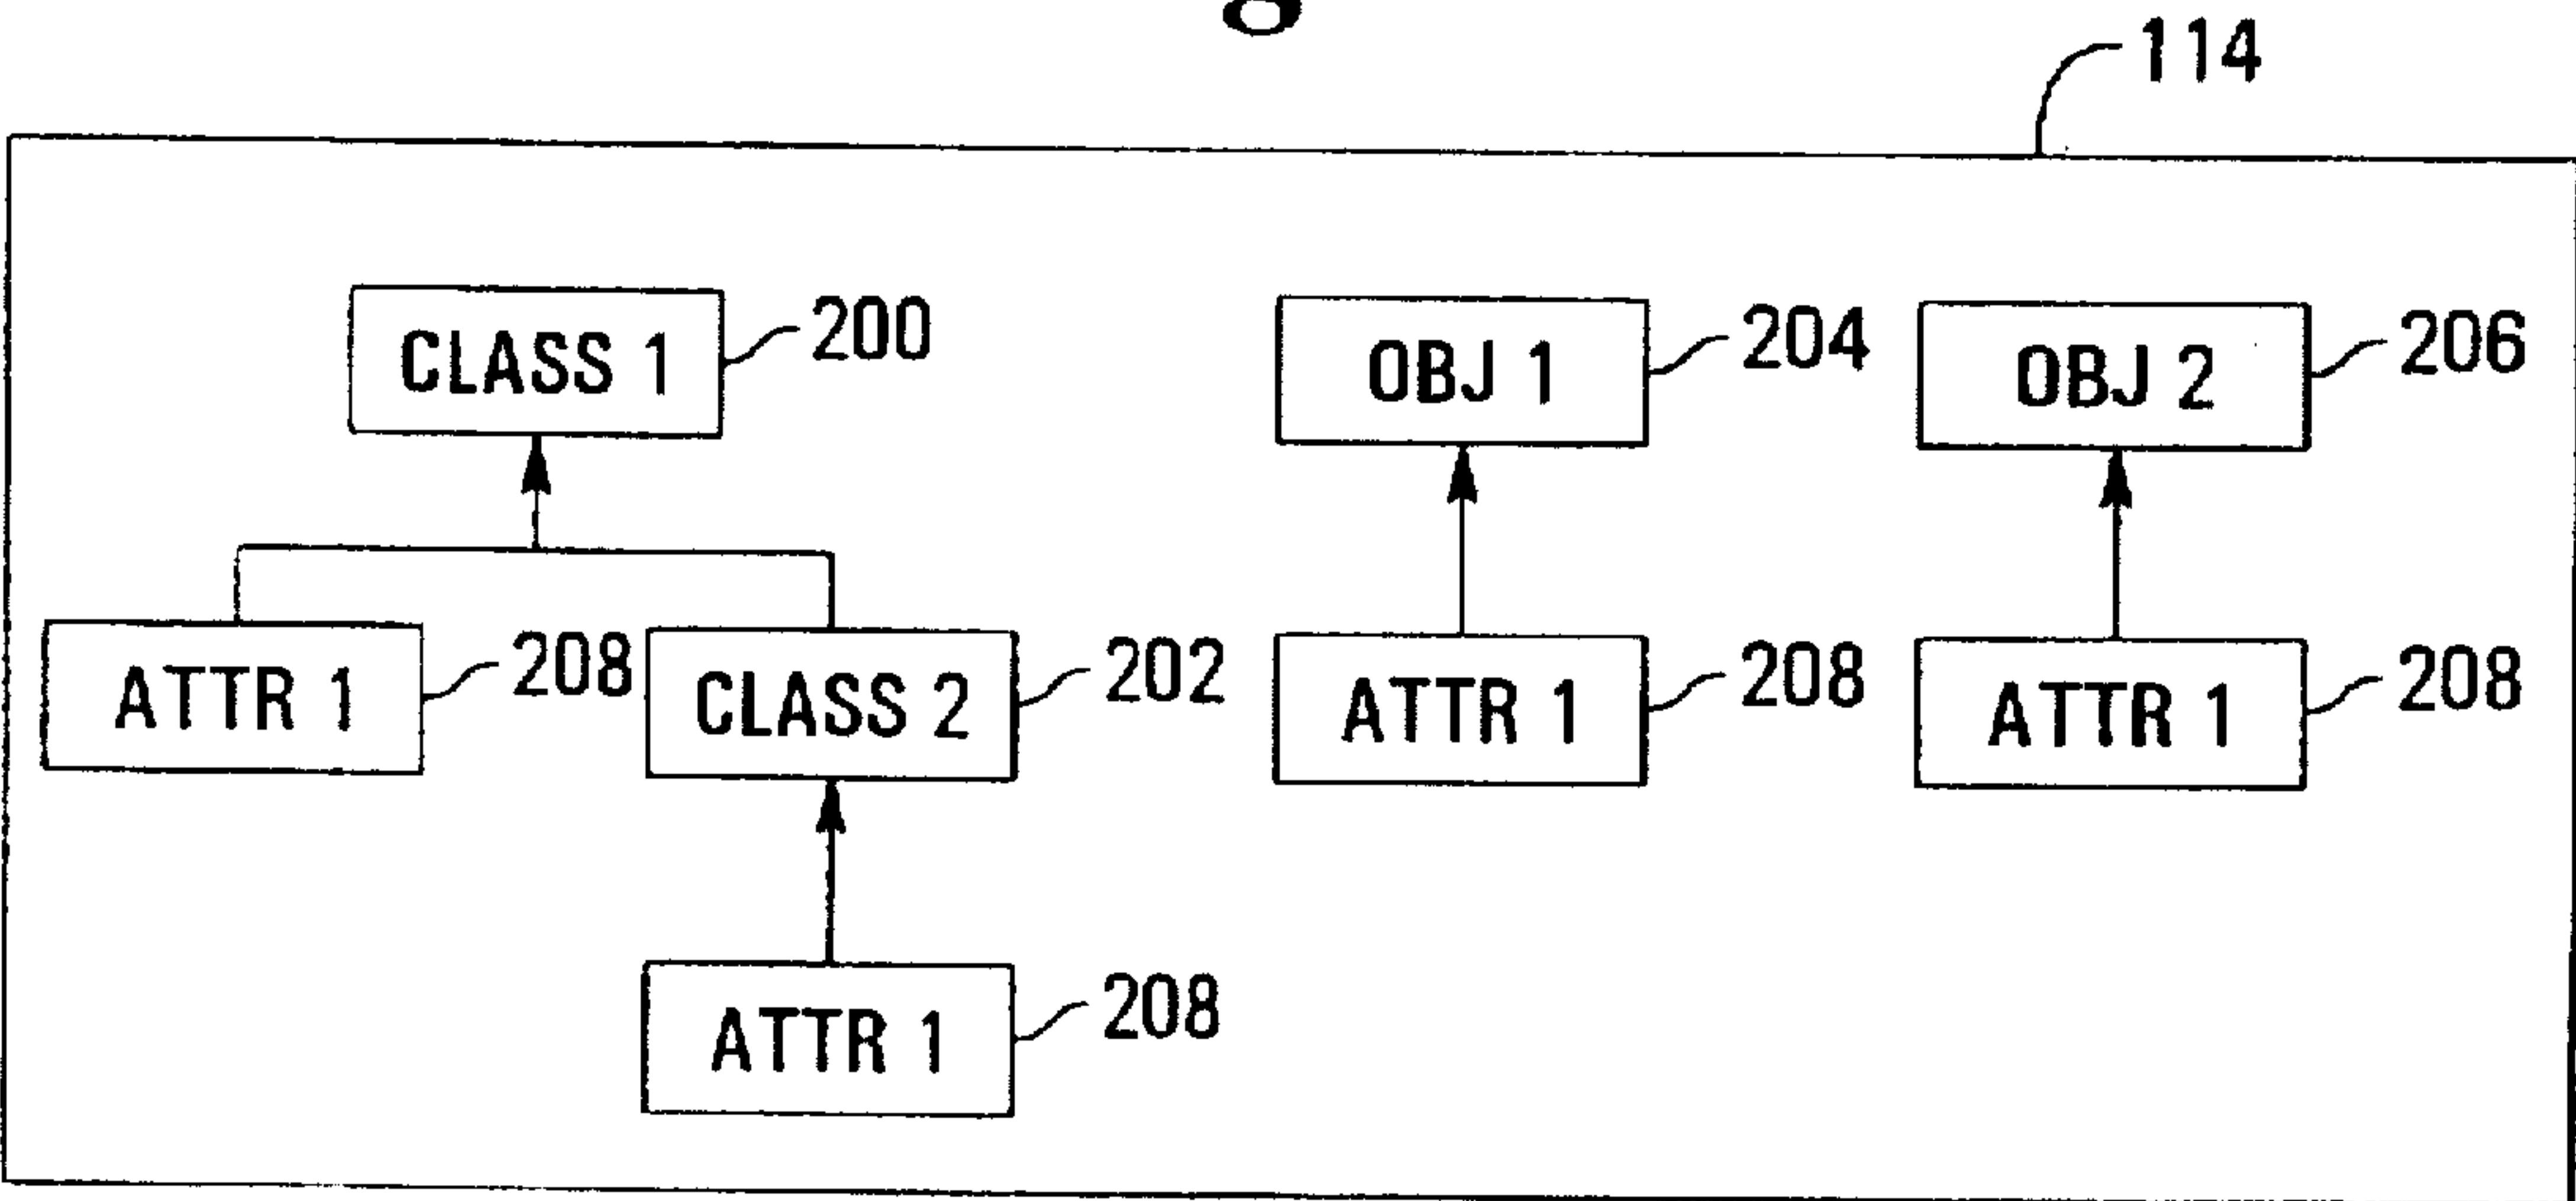 114
CLASS 1 200
OBJ 1 204
OBJ 2 206
ATTR 1 208
CLASS 2 202
ATTR 1 208
ATTR 1 208
ATTR 1 208